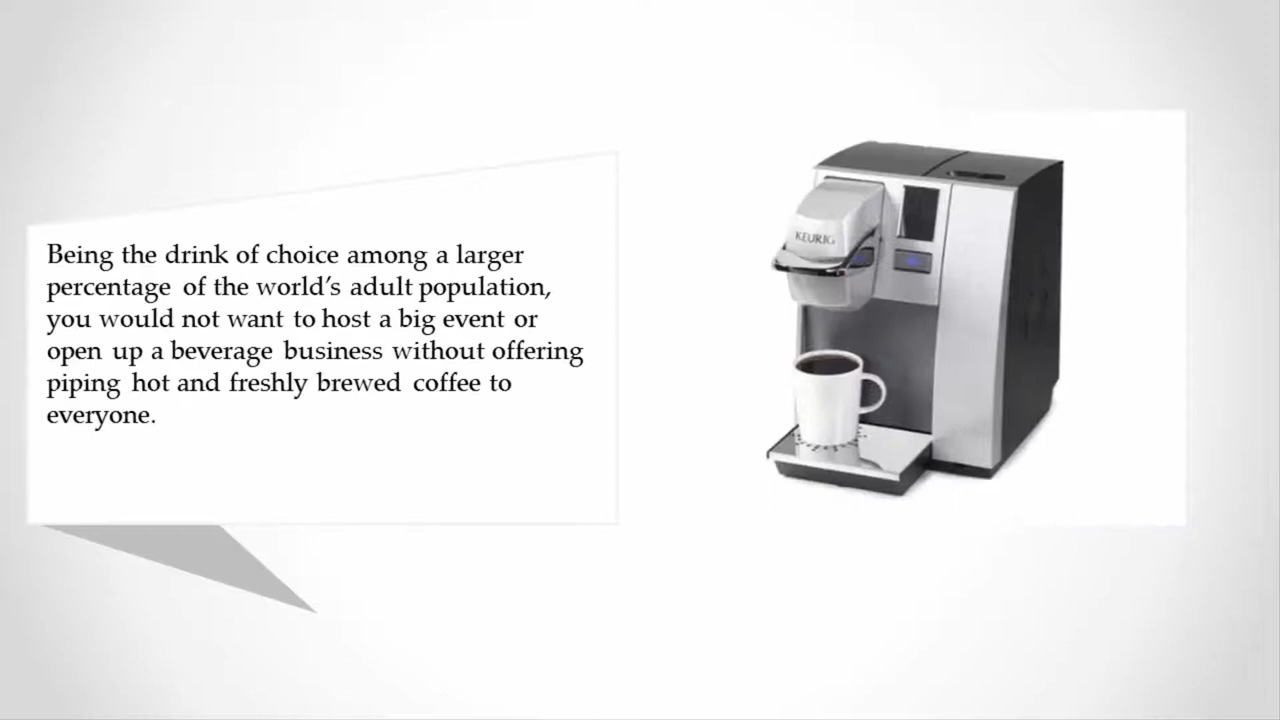 Being the drink of choice among a larger
percentage of the world’s adult population,
you would not want to host a big event or
open up a beverage business without offering
piping hot and freshly brewed coffee to
everyone.
KEURIG